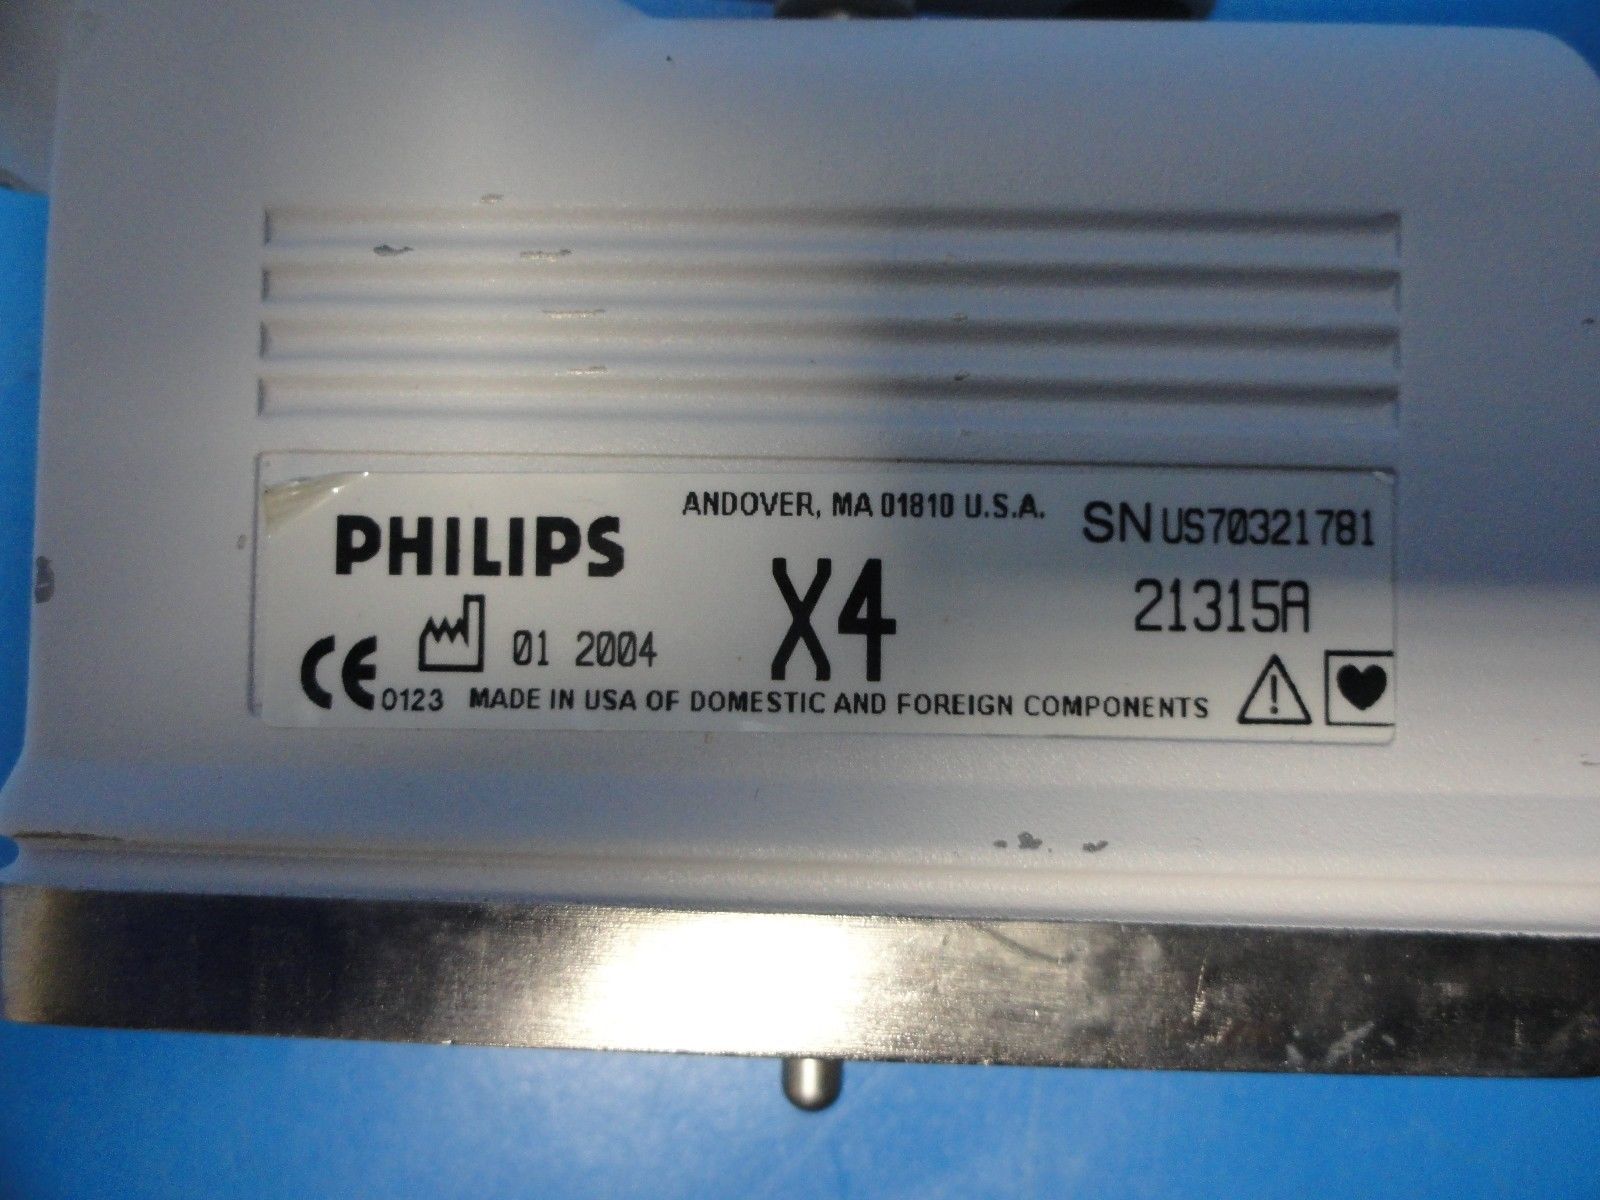 ANDOVER, MA 01810 U.S.A.
SN US70321781
PHILIPS
X4
21315A
01 2004
CE 0123
MADE IN USA OF DOMESTIC AND FOREIGN COMPONENTS